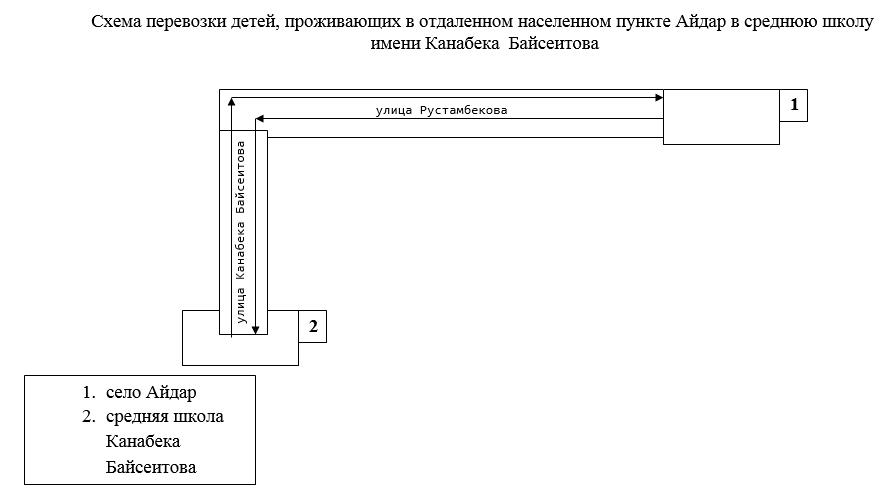 Схема перевозки детей, проживающих в отдаленном населенном пункте Айдар в среднюю школу
имени Канабека Байсеитова
1
улица Рустамбекова
улица Канабека Байсеитова
2
1. село Айдар
2. средняя школа
Канабека
Байсеитова